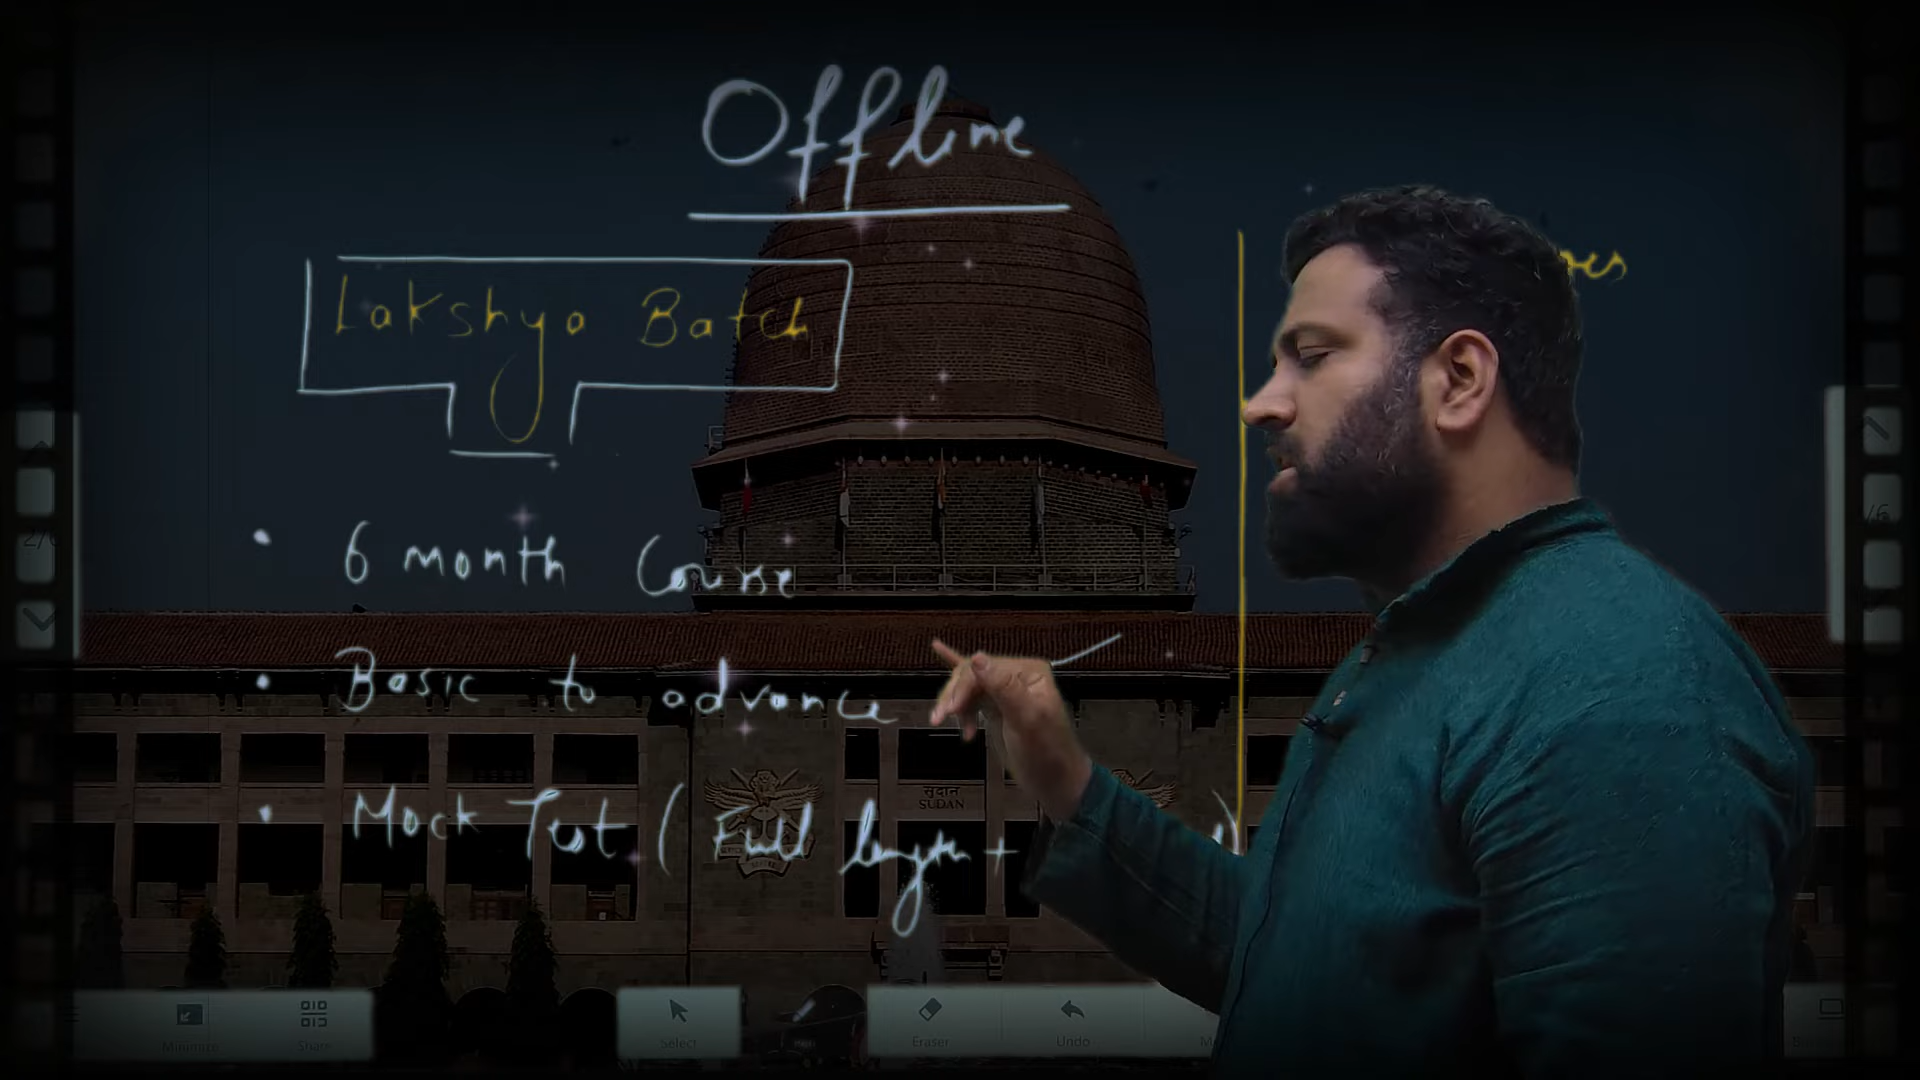 Offline
Lakshya Batch
• 6 month Course
• Basic to advance
• Mock Test ( Full length + )
सुदान
SUDAN
Minimize
Share
Select
Eraser
Undo